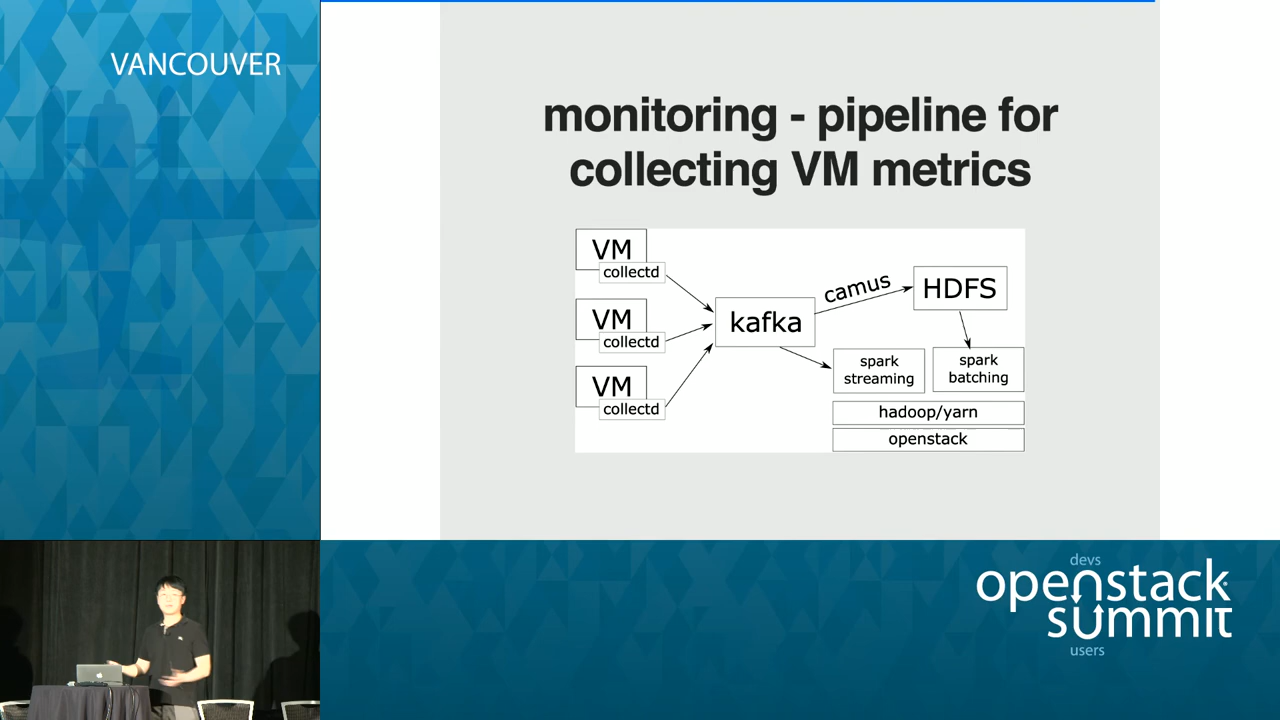 VANCOUVER
monitoring - pipeline for
collecting VM metrics
VM
collectd
VM
collectd
VM
collectd
kafka
camus
HDFS
spark
streaming
spark
batching
hadoop/yarn
openstack
devs
openstack
summit
users